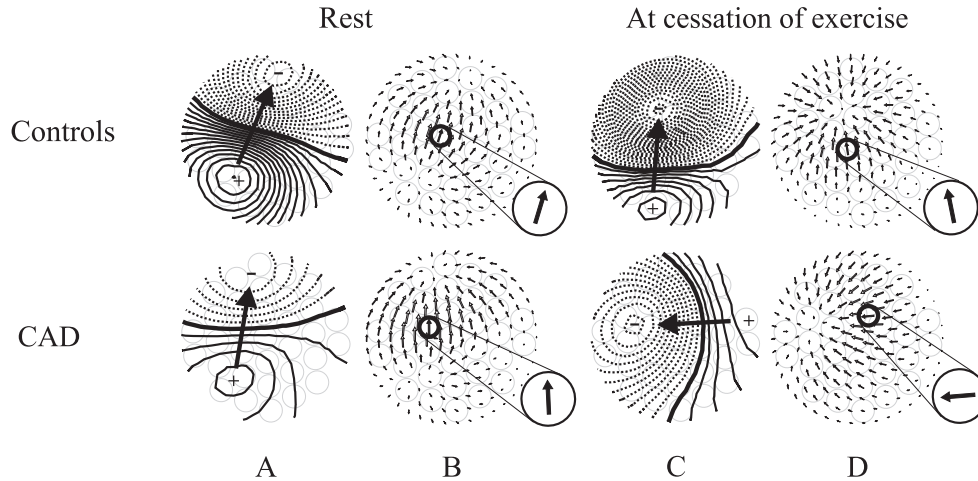 Rest
At cessation of exercise
Controls
- + - +
CAD
- + - +
A B C D